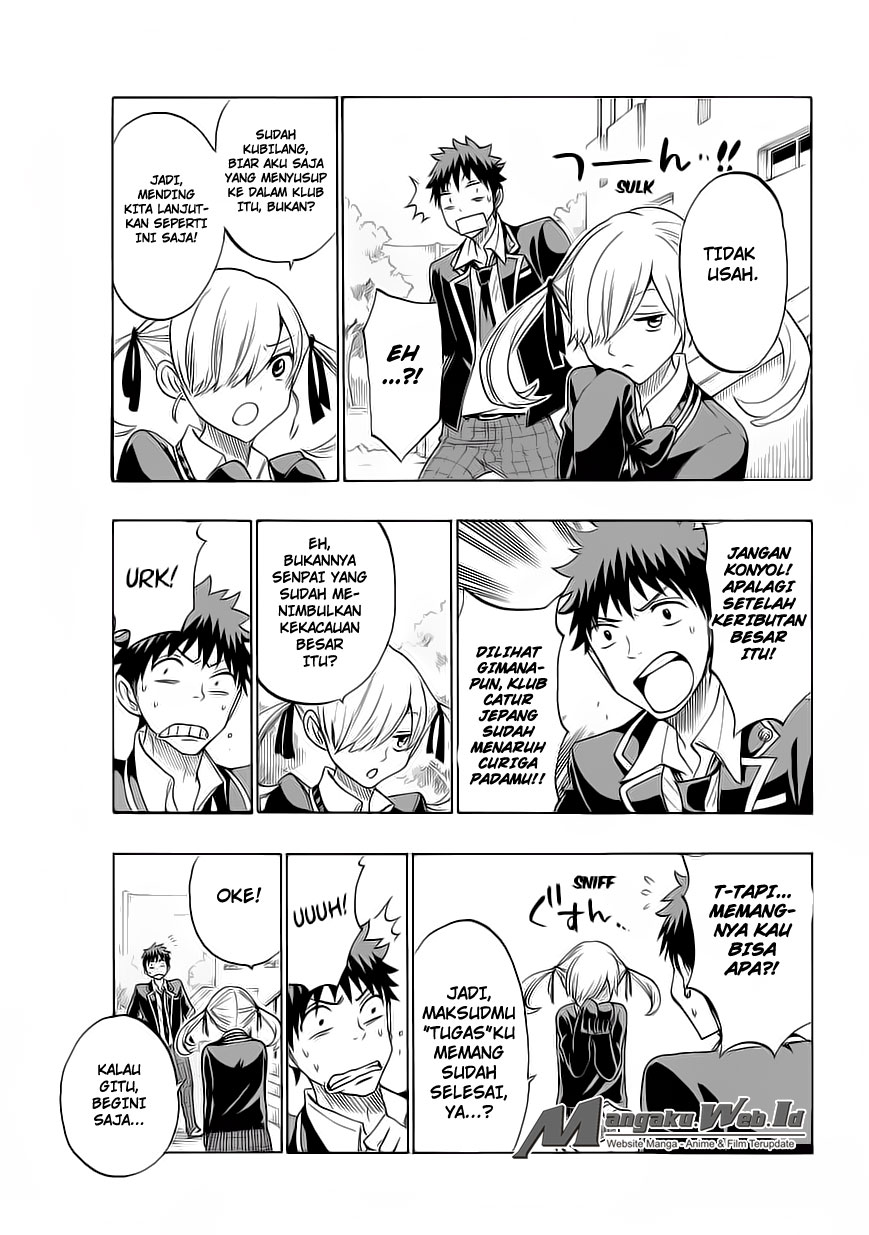 つーーん…!!
SULK
TIDAK
USAH.
EH
...?!
SUDAH
KUBILANG,
BIAR AKU SAJA
YANG MENYUSUP
KE DALAM KLUB
ITU, BUKAN?
JADI,
MENDING
KITA LANJUT-
KAN SEPERTI
INI SAJA!
JANGAN
KONYOL!
APALAGI
SETELAH
KERIBUTAN
BESAR
ITU!
DILIHAT
GIMANA-
PUN, KLUB
CATUR
JEPANG
SUDAH
MENARUH
CURIGA
PADAMU!!
EH,
BUKANNYA
SENPAI YANG
SUDAH ME-
NIMBULKAN
KEKACAUAN
BESAR
ITU?
URK!
T-TAPI...
MEMANG-
NYA KAU
BISA
APA?!
SNIFF
ぐすん…
JADI,
MAKSUDMU
"TUGAS"KU
MEMANG
SUDAH
SELESAI,
YA...?
UUUH!
OKE!
KALAU
GITU,
BEGINI
SAJA...
Mangaku.Web.Id
Website Manga - Anime & Film Terupdate